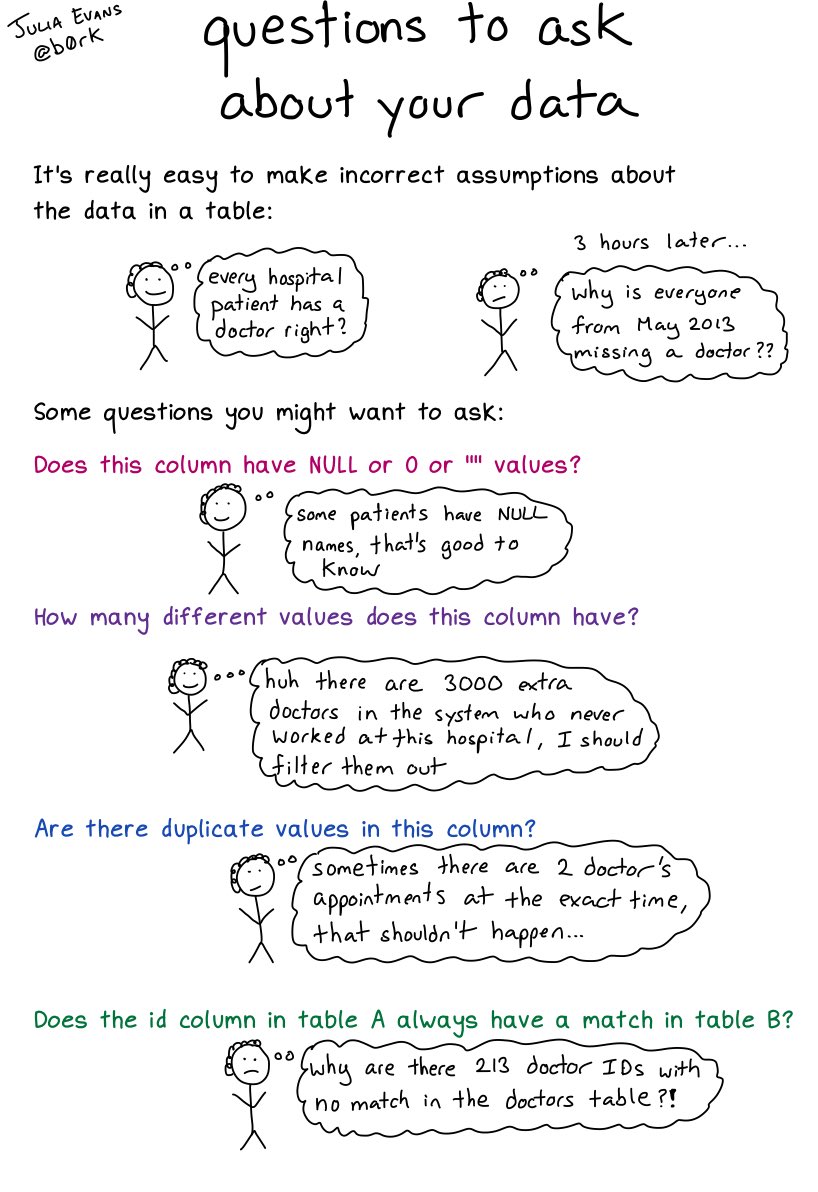 JULIA EVANS
@b0rk
questions to ask
about your data
It's really easy to make incorrect assumptions about
the data in a table:
every hospital
patient has a
doctor right?
3 hours later...
why is everyone
from May 2013
missing a doctor??
Some questions you might want to ask:
Does this column have NULL or 0 or "" values?
some patients have NULL
names, that's good to
know
How many different values does this column have?
huh there are 3000 extra
doctors in the system who never
worked at this hospital, I should
filter them out
Are there duplicate values in this column?
sometimes there are 2 doctor's
appointments at the exact time,
that shouldn't happen...
Does the id column in table A always have a match in table B?
why are there 213 doctor IDs with
no match in the doctors table?!